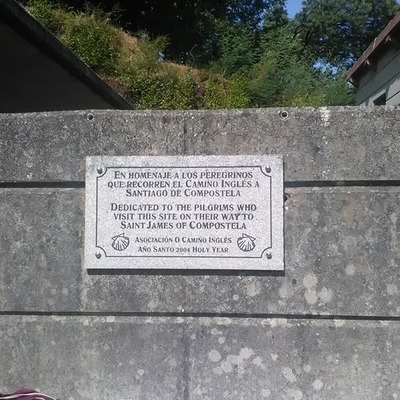 EN HOMENAJE A LOS PEREGRINOS
QUE RECORREN EL CAMINO INGLÉS A
SANTIAGO DE COMPOSTELA
DEDICATED TO THE PILGRIMS WHO
VISIT THIS SITE ON THEIR WAY TO
SAINT JAMES OF COMPOSTELA
ASOCIACIÓN O CAMIÑO INGLÉS
AÑO SANTO 2004 HOLY YEAR